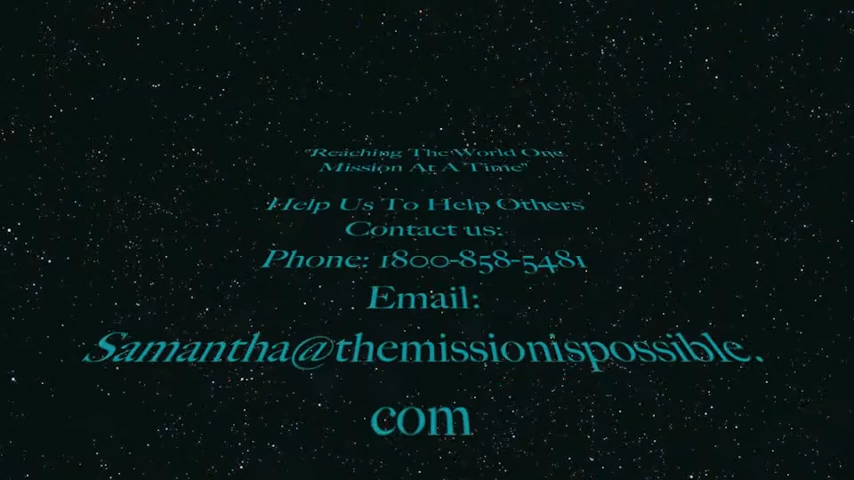 "Reaching The World One
Mission At A Time"
Help Us To Help Others
Contact us:
Phone: 1800-858-5481
Email:
Samantha@themissionispossible.
com